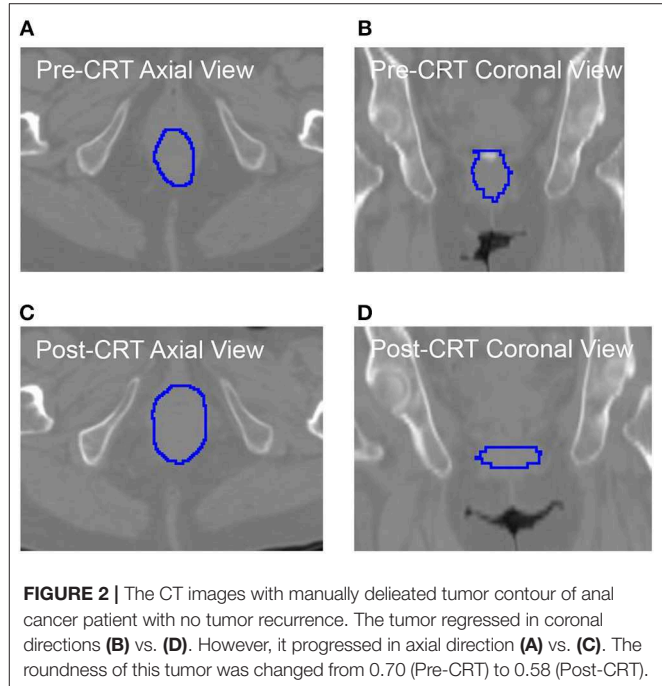 A
B
Pre-CRT Axial View
Pre-CRT Coronal View
C
D
Post-CRT Axial View
Post-CRT Coronal View
FIGURE 2 | The CT images with manually delieated tumor contour of anal
cancer patient with no tumor recurrence. The tumor regressed in coronal
directions (B) vs. (D). However, it progressed in axial direction (A) vs. (C). The
roundness of this tumor was changed from 0.70 (Pre-CRT) to 0.58 (Post-CRT).